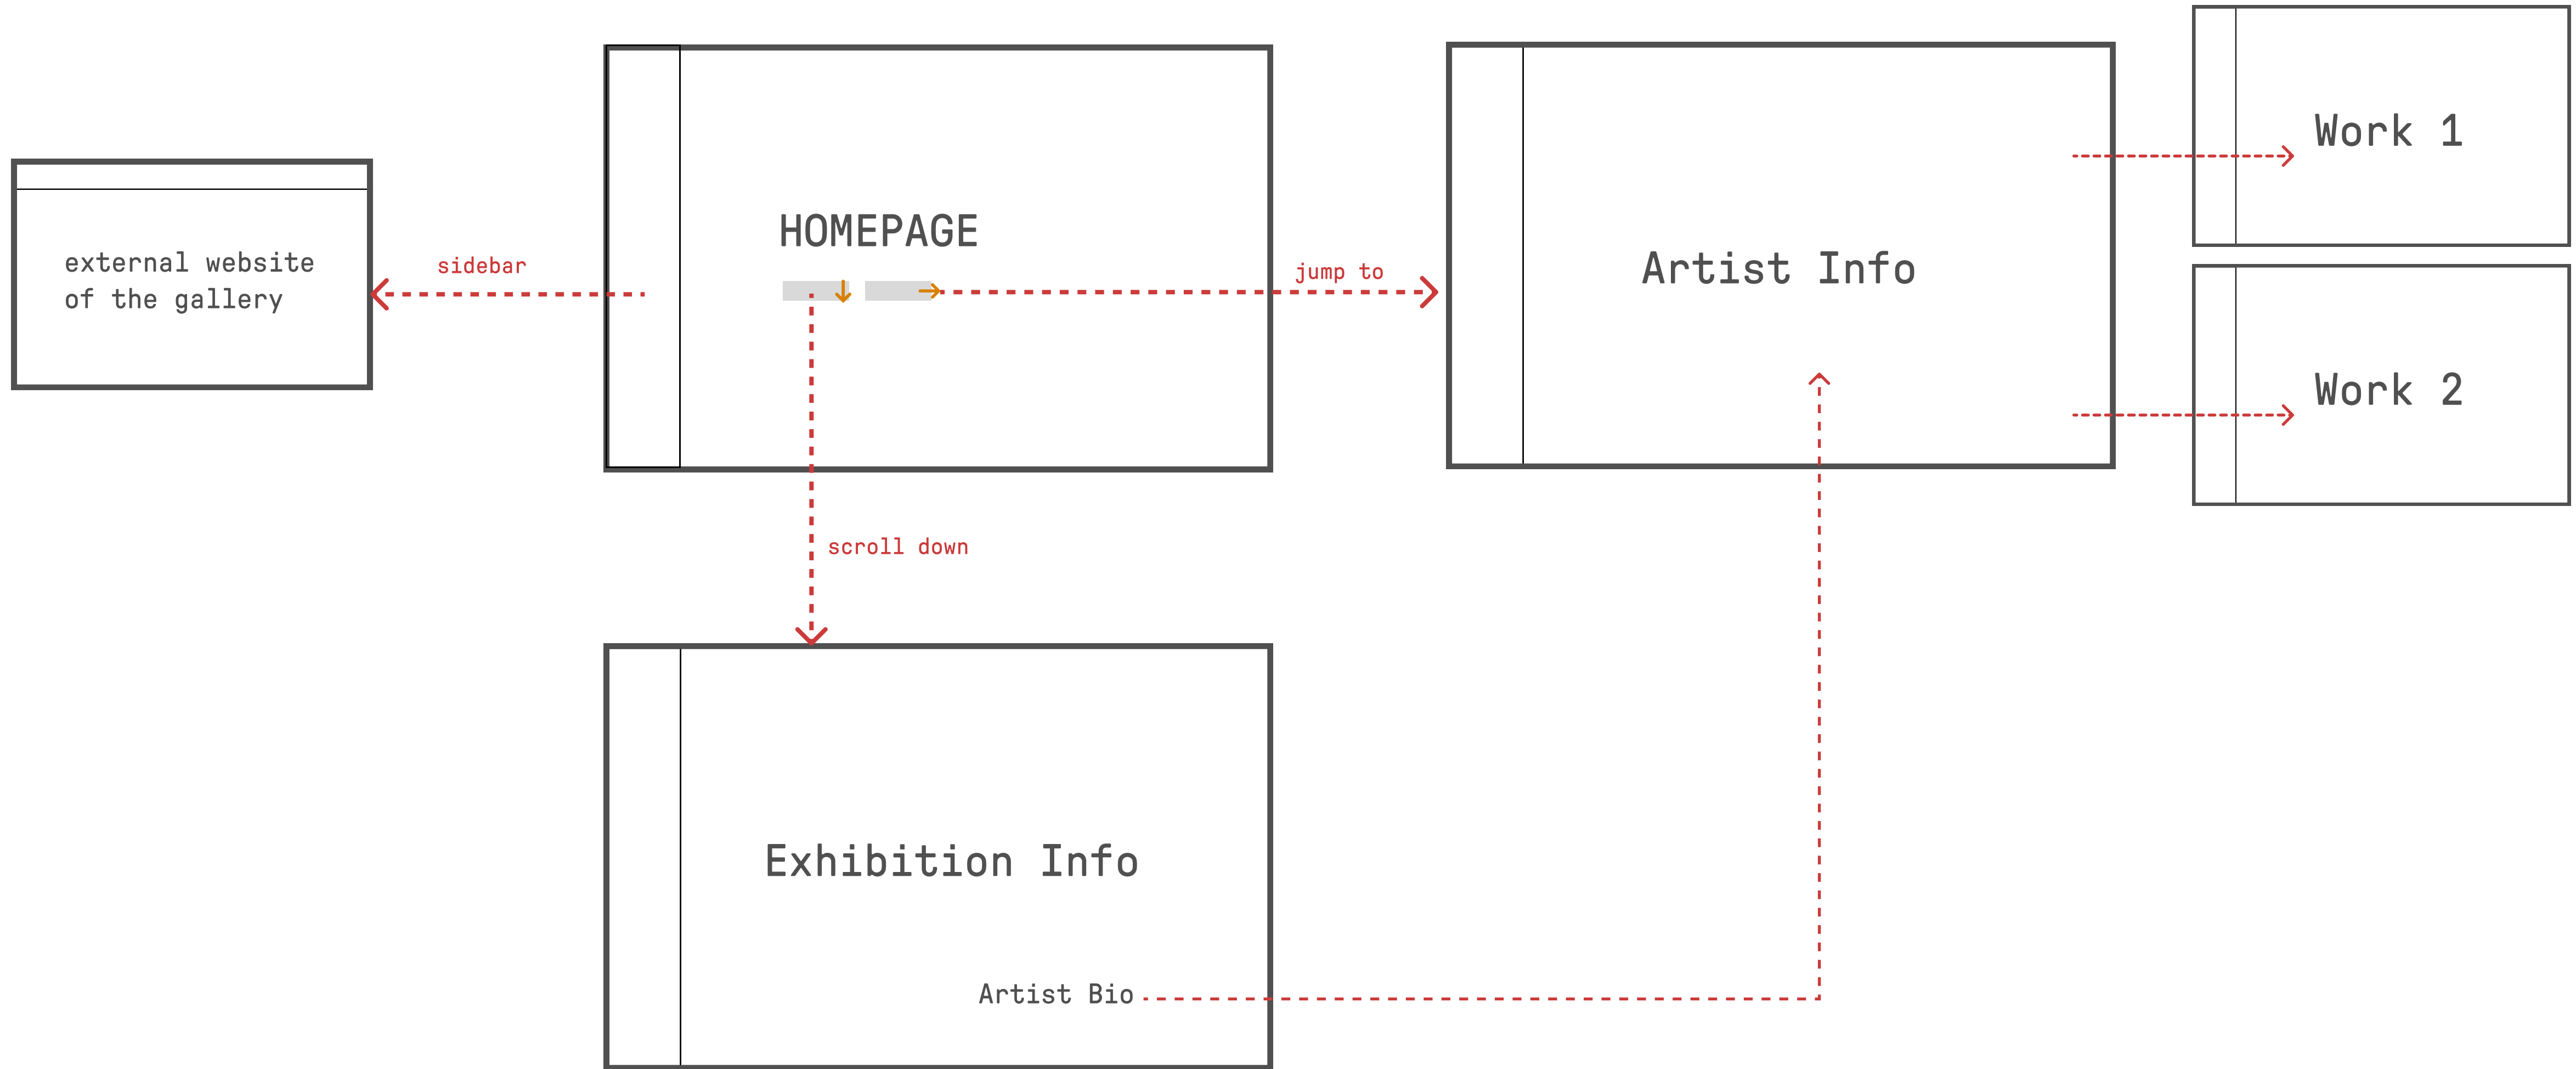 Work 1
HOMEPAGE
external website
of the gallery
sidebar
jump to
Artist Info
Work 2
scroll down
Exhibition Info
Artist Bio